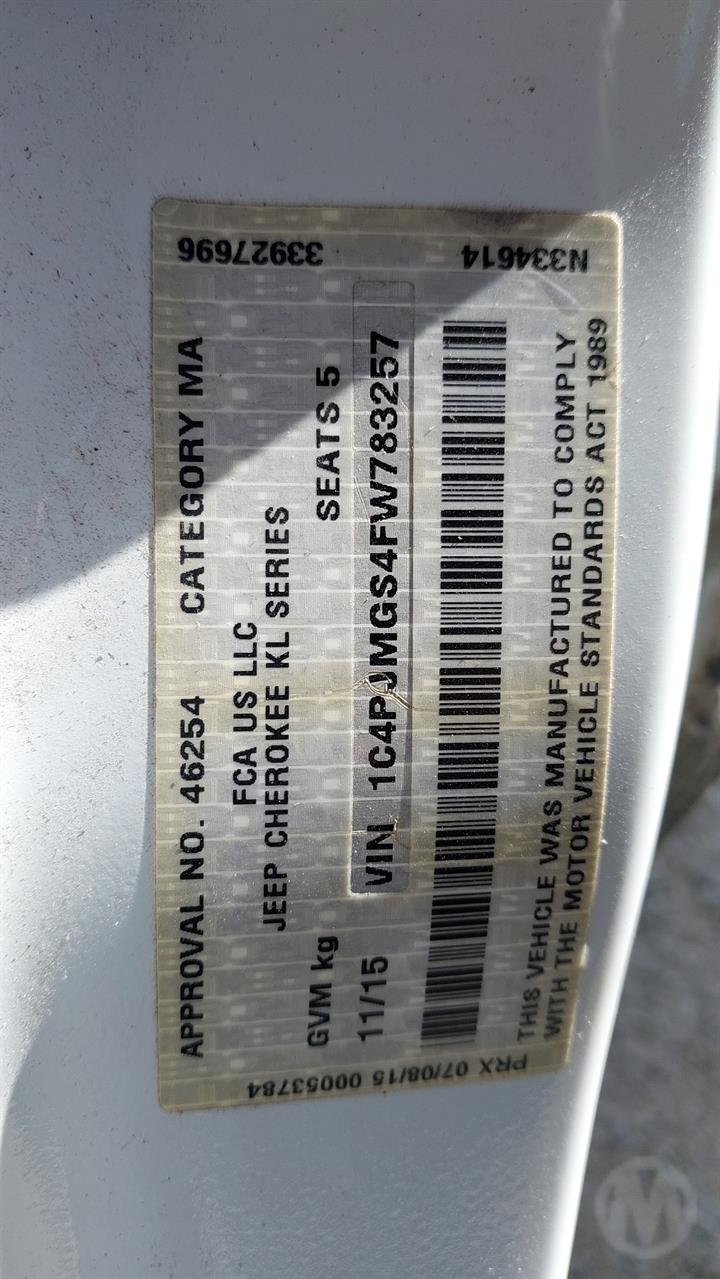 APPROVAL NO. 46254 CATEGORY MA
FCA US LLC
JEEP CHEROKEE KL SERIES
GVM kg SEATS 5
11/15 VIN 1C4PJMGS4FW783257
THIS VEHICLE WAS MANUFACTURED TO COMPLY
WITH THE MOTOR VEHICLE STANDARDS ACT 1989
33927696
N334614
PRX 07/08/15 00053784
M